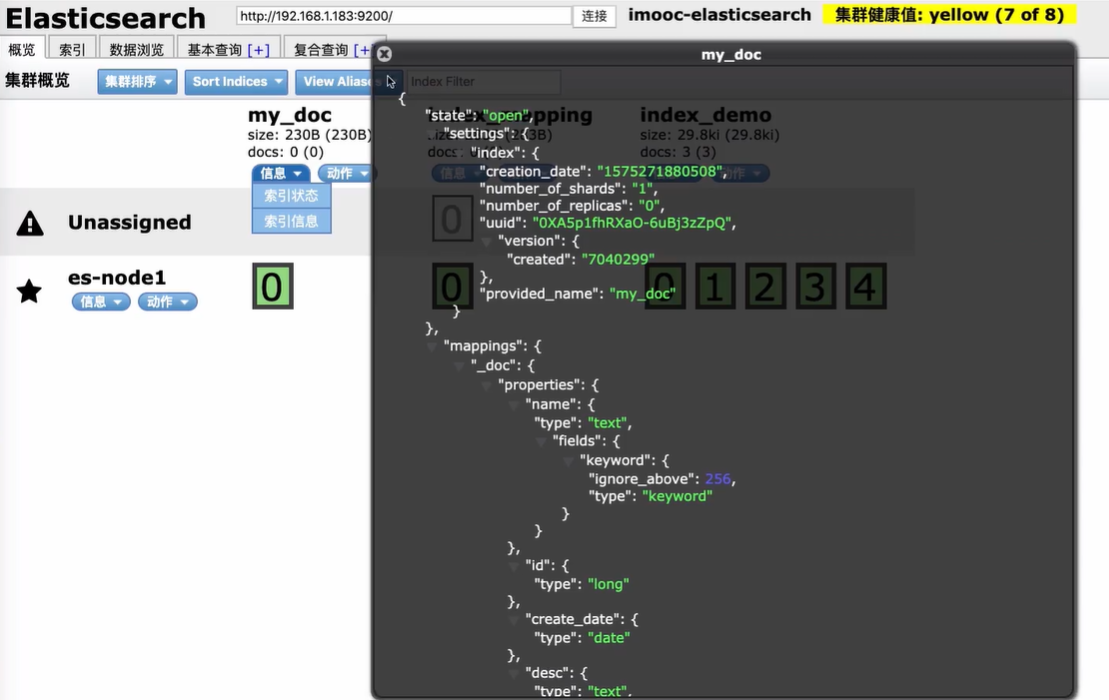 Elasticsearch
http://192.168.1.183:9200/
连接
imooc-elasticsearch
集群健康值: yellow (7 of 8)
概览
索引
数据浏览
基本查询 [+]
复合查询 [+
my_doc
集群概览
集群排序
Sort Indices
View Aliase
Index Filter
my_doc
size: 230B (230B)
docs: 0 (0)
信息
动作
索引状态
索引信息
index_demo
size: 29.8ki (29.8ki)
docs: 3 (3)
Unassigned
0
es-node1
信息
动作
0
0
0
1
2
3
4
{
"state": "open",
"settings": {
"index": {
"creation_date": "1575271880508",
"number_of_shards": "1",
"number_of_replicas": "0",
"uuid": "0XA5p1fhRXaO-6uBj3zZpQ",
"version": {
"created": "7040299"
},
"provided_name": "my_doc"
}
},
"mappings": {
"_doc": {
"properties": {
"name": {
"type": "text",
"fields": {
"keyword": {
"ignore_above": 256,
"type": "keyword"
}
}
},
"id": {
"type": "long"
},
"create_date": {
"type": "date"
},
"desc": {
"type": "text",